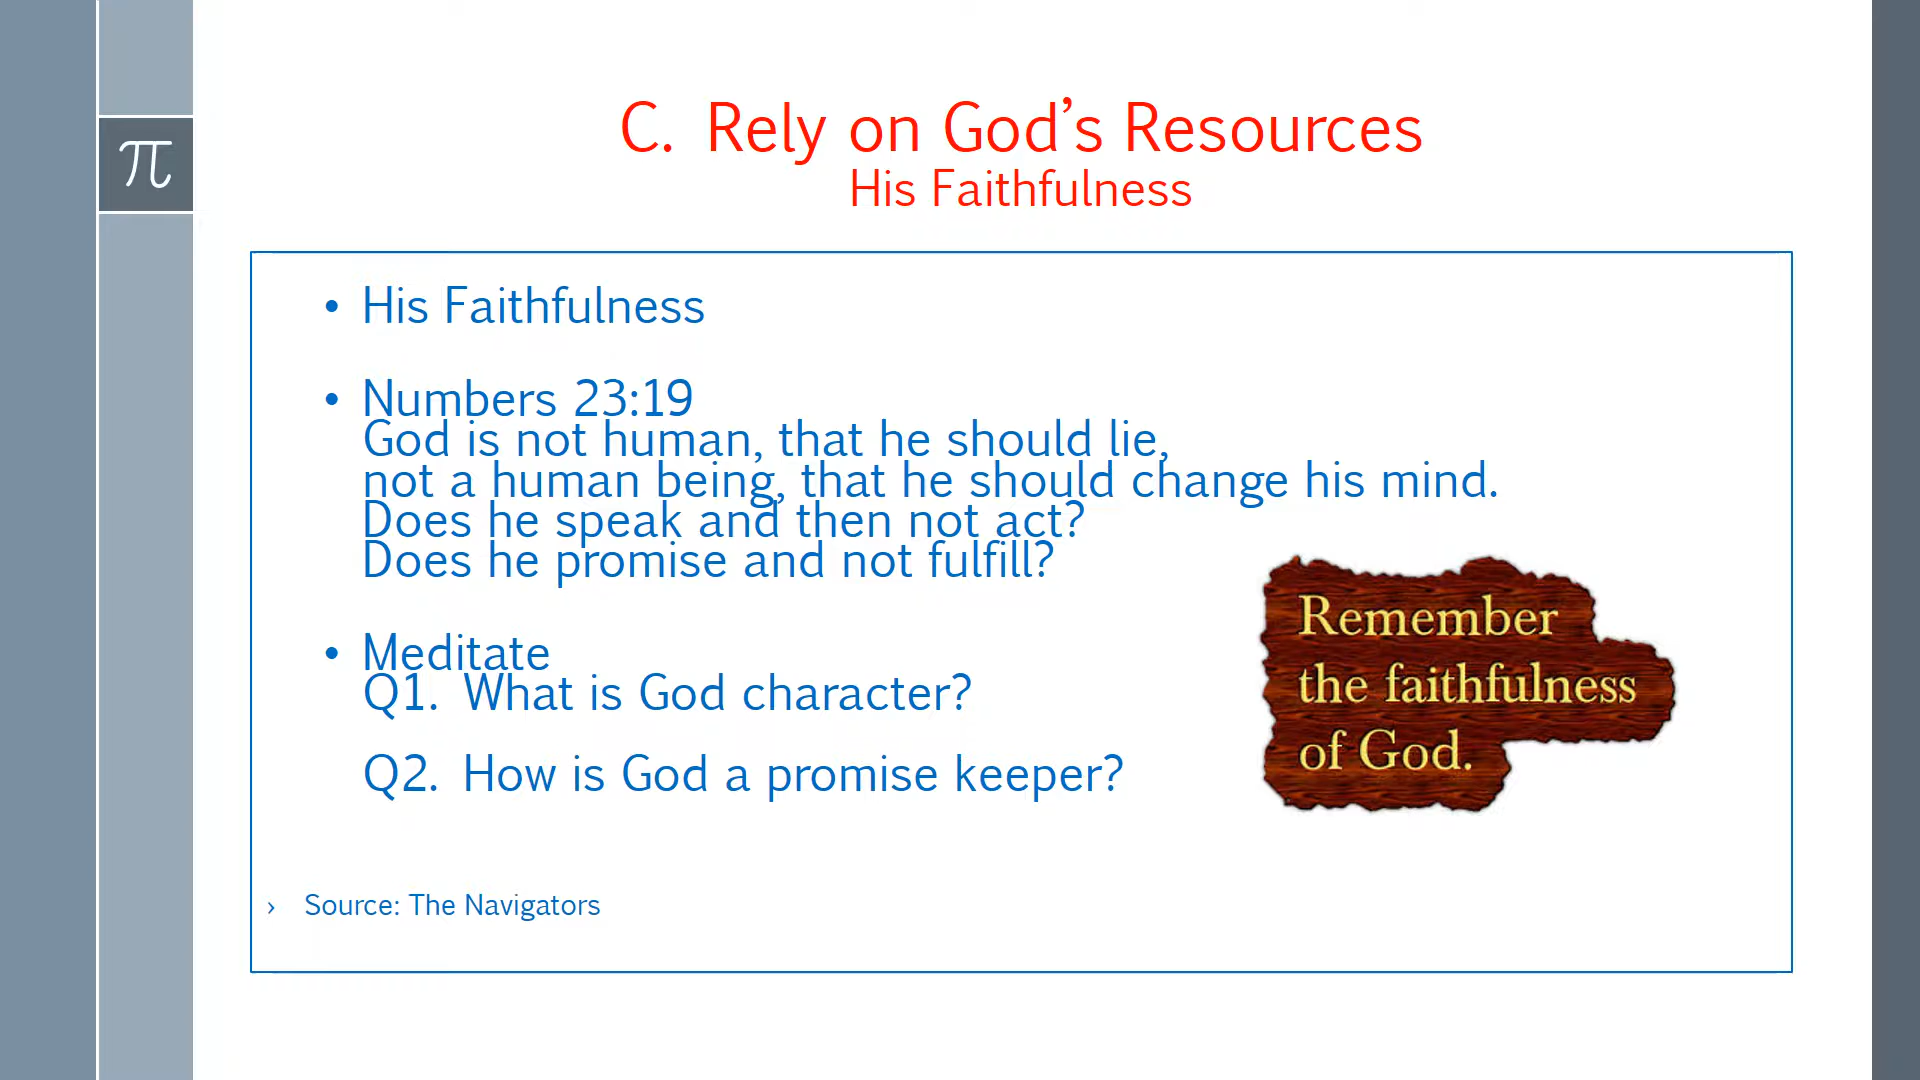 π
C. Rely on God’s Resources
His Faithfulness
• His Faithfulness
• Numbers 23:19
God is not human, that he should lie,
not a human being, that he should change his mind.
Does he speak and then not act?
Does he promise and not fulfill?
• Meditate
Q1. What is God character?
Q2. How is God a promise keeper?
Remember
the faithfulness
of God.
› Source: The Navigators